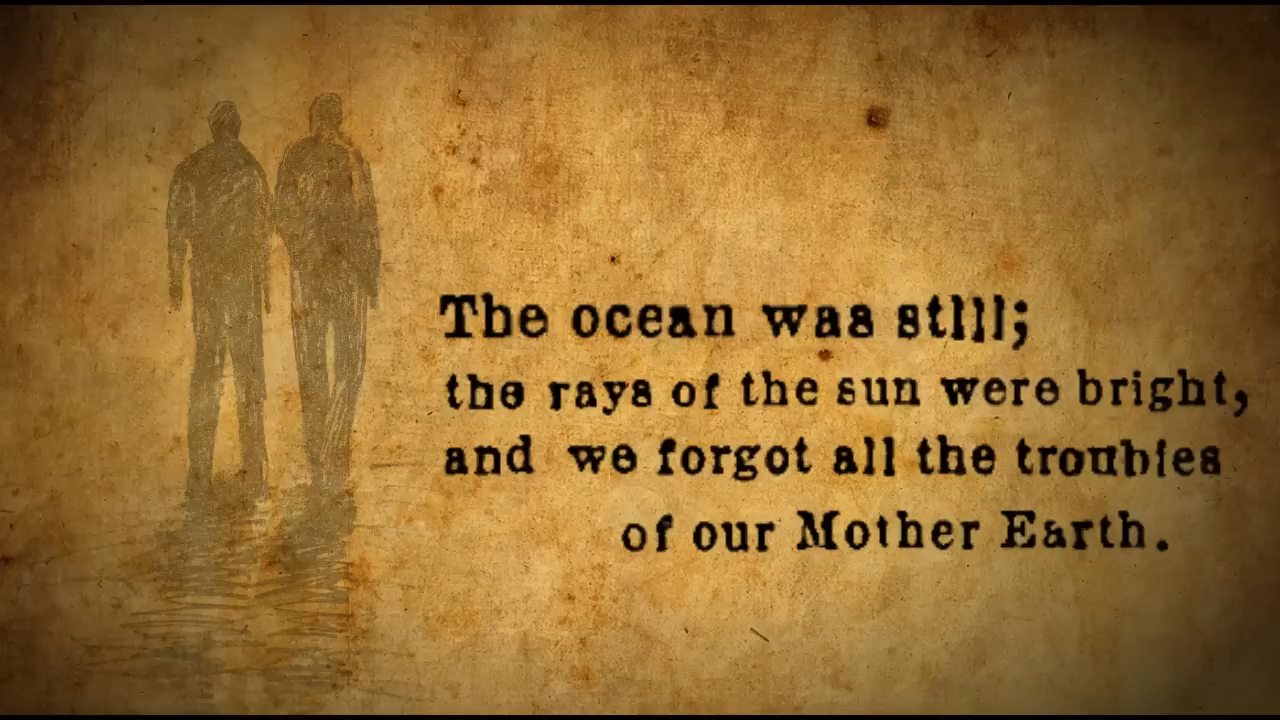 The ocean was still;
the rays of the sun were bright,
and we forgot all the troubles
of our Mother Earth.